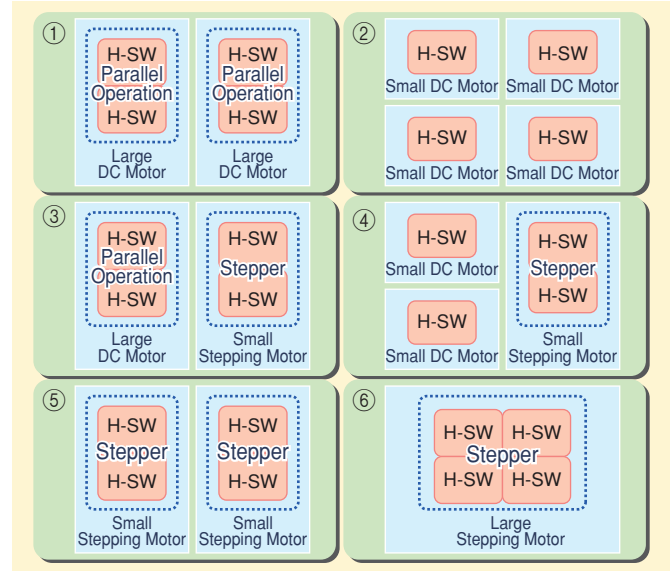 ①
H-SW
Parallel
Operation
H-SW
Large
DC Motor
H-SW
Parallel
Operation
H-SW
Large
DC Motor
②
H-SW
Small DC Motor
H-SW
Small DC Motor
H-SW
Small DC Motor
H-SW
Small DC Motor
③
H-SW
Parallel
Operation
H-SW
Large
DC Motor
H-SW
Stepper
H-SW
Small
Stepping Motor
④
H-SW
Small DC Motor
H-SW
Small DC Motor
H-SW
Stepper
H-SW
Small
Stepping Motor
⑤
H-SW
Stepper
H-SW
Small
Stepping Motor
H-SW
Stepper
H-SW
Small
Stepping Motor
⑥
H-SW H-SW
Stepper
H-SW H-SW
Large
Stepping Motor